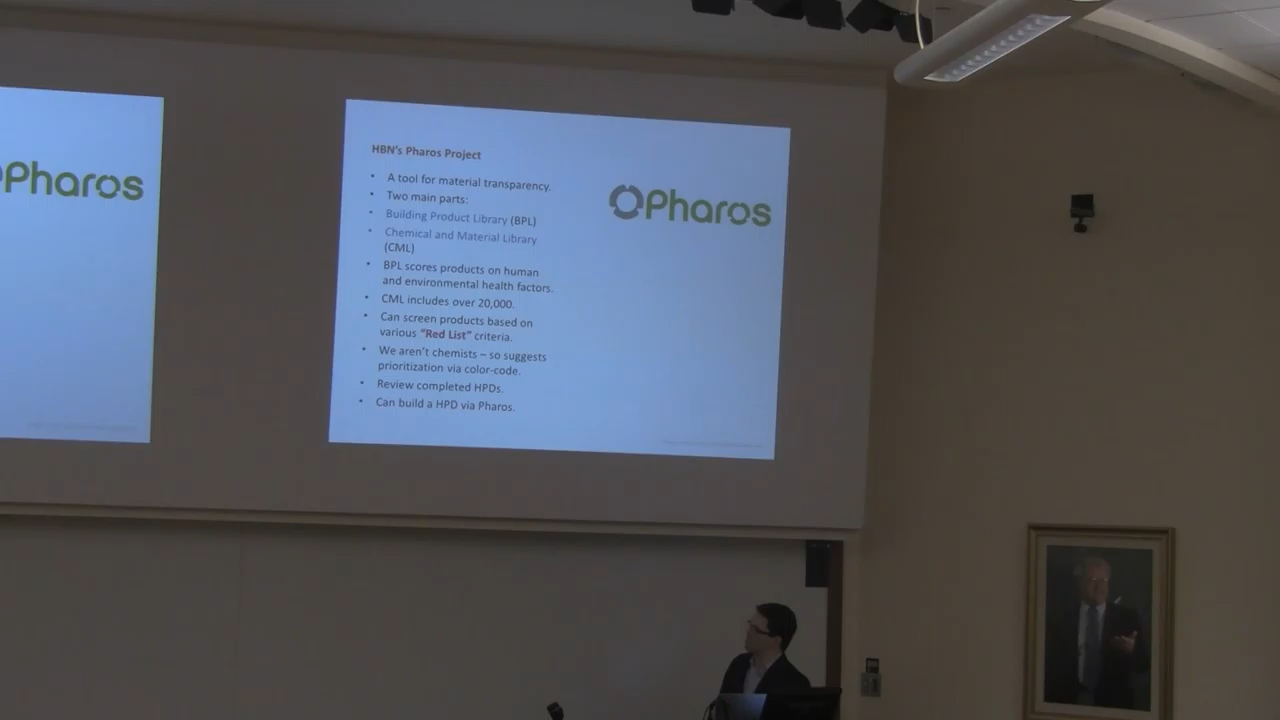 Pharos
HBN's Pharos Project
• A tool for material transparency.
• Two main parts:
• Building Product Library (BPL)
• Chemical and Material Library
(CML)
• BPL scores products on human
and environmental health factors.
• CML includes over 20,000.
• Can screen products based on
various "Red List" criteria.
• We aren't chemists – so suggests
prioritization via color-code.
• Review completed HPDs.
• Can build a HPD via Pharos.
Pharos